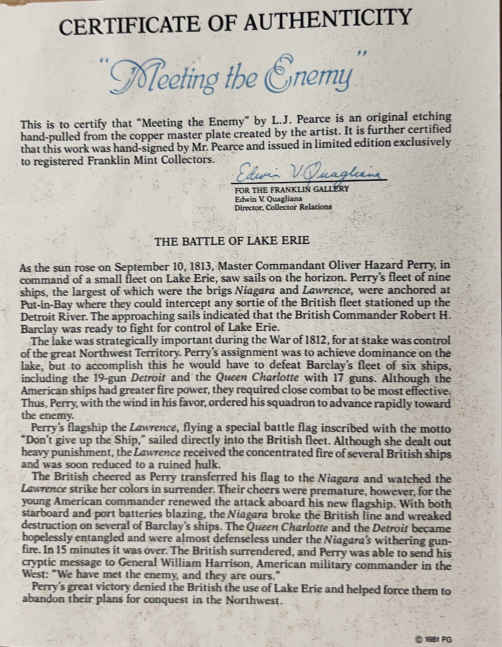 CERTIFICATE OF AUTHENTICITY
"Meeting the Enemy"
This is to certify that "Meeting the Enemy" by L.J. Pearce is an original etching
hand-pulled from the copper master plate created by the artist. It is further certified
that this work was hand-signed by Mr. Pearce and issued in limited edition exclusively
to registered Franklin Mint Collectors.
Edwin V Quagliana
FOR THE FRANKLIN GALLERY
Edwin V. Quagliana
Director, Collector Relations
THE BATTLE OF LAKE ERIE
As the sun rose on September 10, 1813, Master Commandant Oliver Hazard Perry, in
command of a small fleet on Lake Erie, saw sails on the horizon. Perry's fleet of nine
ships, the largest of which were the brigs Niagara and Lawrence, were anchored at
Put-in-Bay where they could intercept any sortie of the British fleet stationed up the
Detroit River. The approaching sails indicated that the British Commander Robert H.
Barclay was ready to fight for control of Lake Erie.
The lake was strategically important during the War of 1812, for at stake was control
of the great Northwest Territory. Perry's assignment was to achieve dominance on the
lake, but to accomplish this he would have to defeat Barclay's fleet of six ships,
including the 19-gun Detroit and the Queen Charlotte with 17 guns. Although the
American ships had greater fire power, they required close combat to be most effective.
Thus, Perry, with the wind in his favor, ordered his squadron to advance rapidly toward
the enemy.
Perry's flagship the Lawrence, flying a special battle flag inscribed with the motto
"Don't give up the Ship," sailed directly into the British fleet. Although she dealt out
heavy punishment, the Lawrence received the concentrated fire of several British ships
and was soon reduced to a ruined hulk.
The British cheered as Perry transferred his flag to the Niagara and watched the
Lawrence strike her colors in surrender. Their cheers were premature, however, for the
young American commander renewed the attack aboard his new flagship. With both
starboard and port batteries blazing, the Niagara broke the British line and wreaked
destruction on several of Barclay's ships. The Queen Charlotte and the Detroit became
hopelessly entangled and were almost defenseless under the Niagara's withering gun-
fire. In 15 minutes it was over. The British surrendered, and Perry was able to send his
cryptic message to General William Harrison, American military commander in the
West: "We have met the enemy, and they are ours."
Perry's great victory denied the British the use of Lake Erie and helped force them to
abandon their plans for conquest in the Northwest.
© 1981 FG